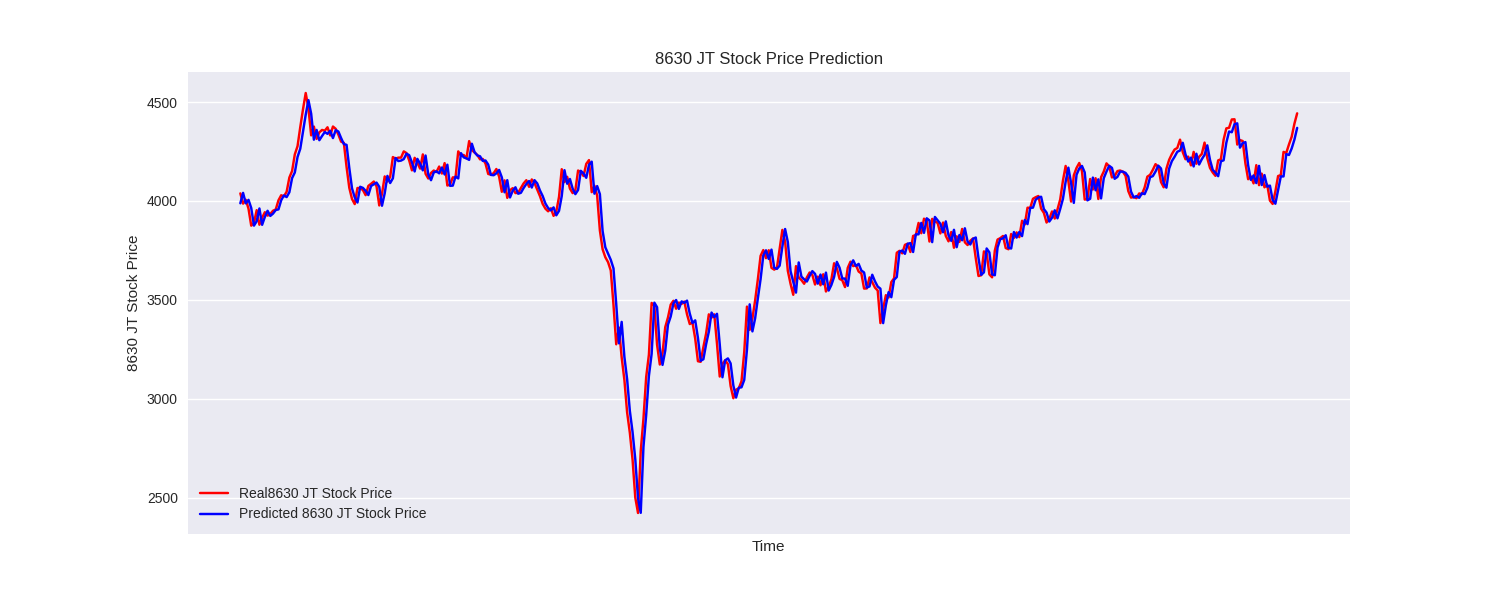 8630 JT Stock Price Prediction
4500
4000
3500
3000
2500
8630 JT Stock Price
Real8630 JT Stock Price
Predicted 8630 JT Stock Price
Time